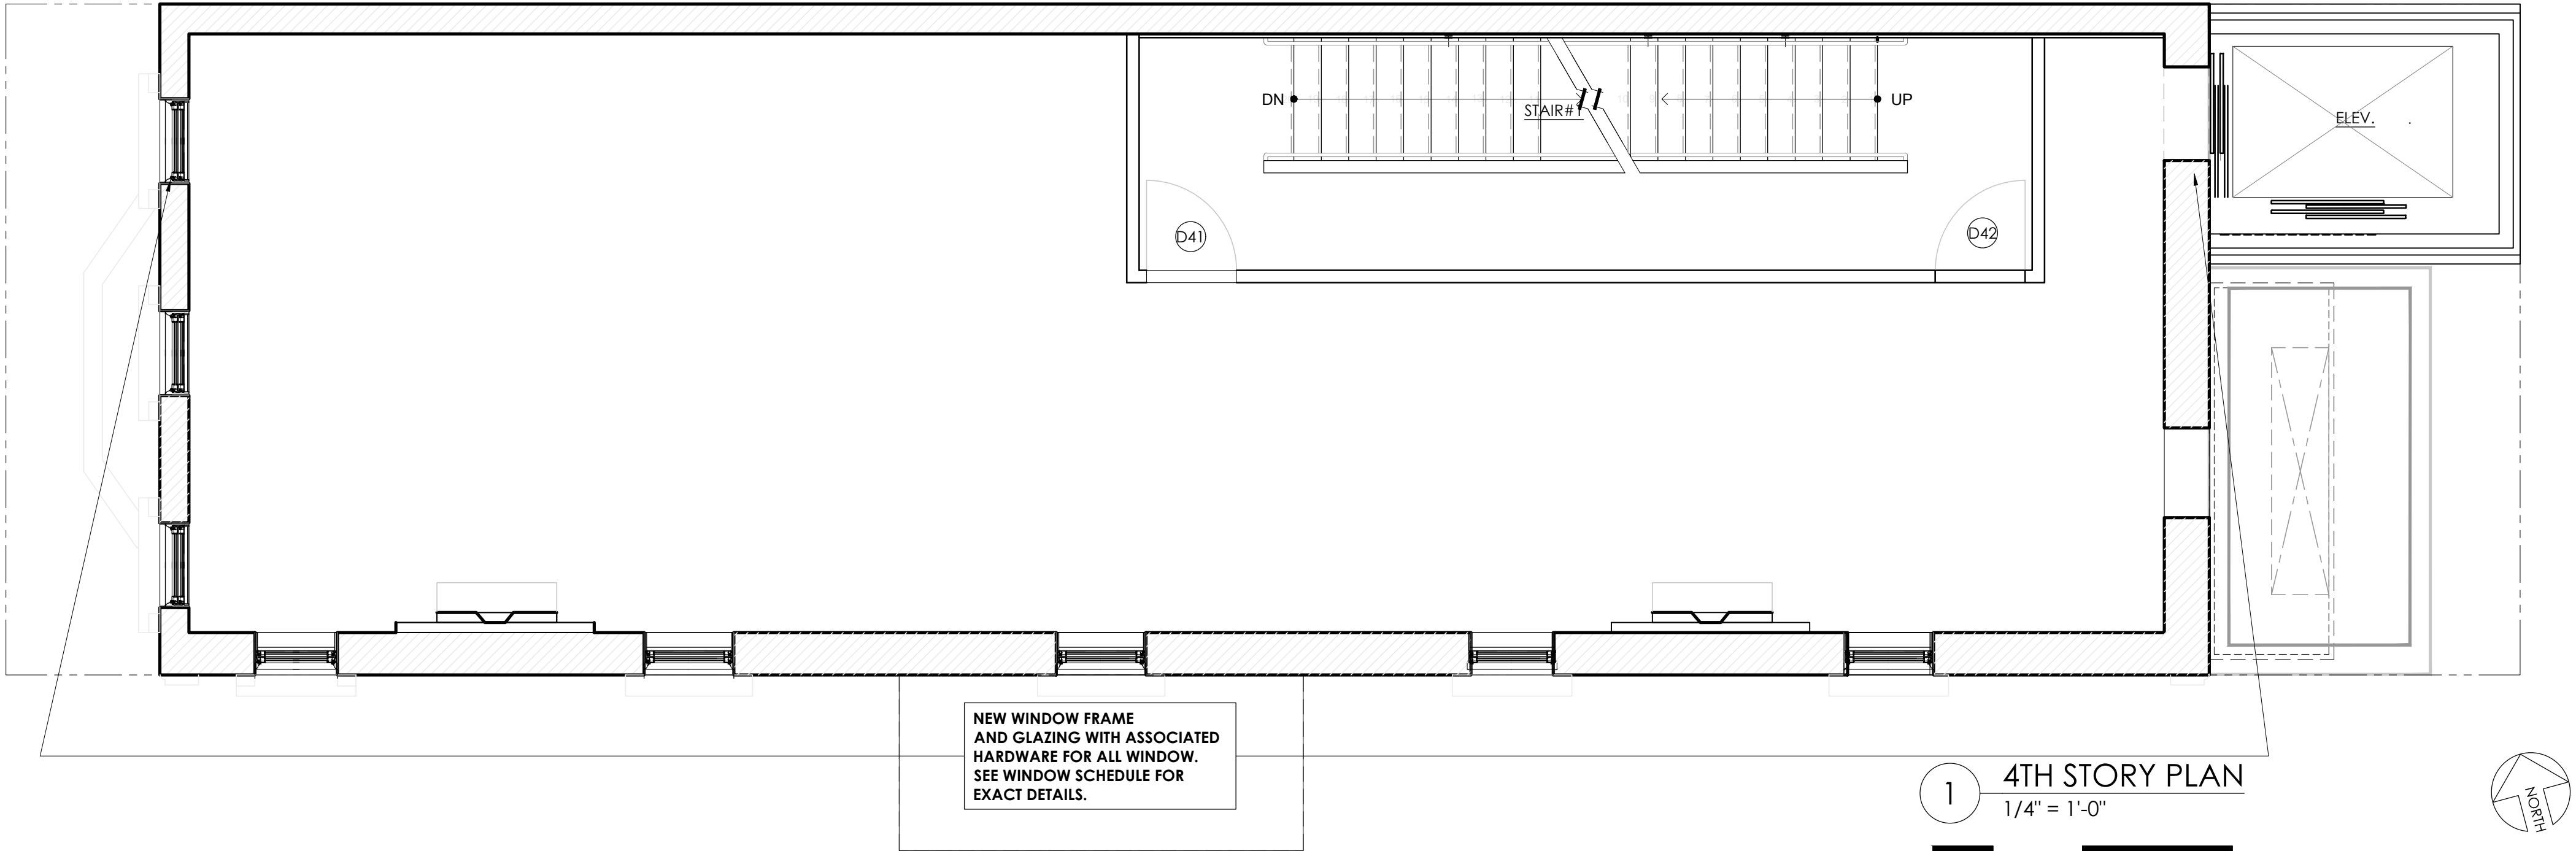 DN
STAIR#1
UP
ELEV.
D41
D42
NEW WINDOW FRAME
AND GLAZING WITH ASSOCIATED
HARDWARE FOR ALL WINDOW.
SEE WINDOW SCHEDULE FOR
EXACT DETAILS.
1
4TH STORY PLAN
1/4" = 1'-0"
NORTH